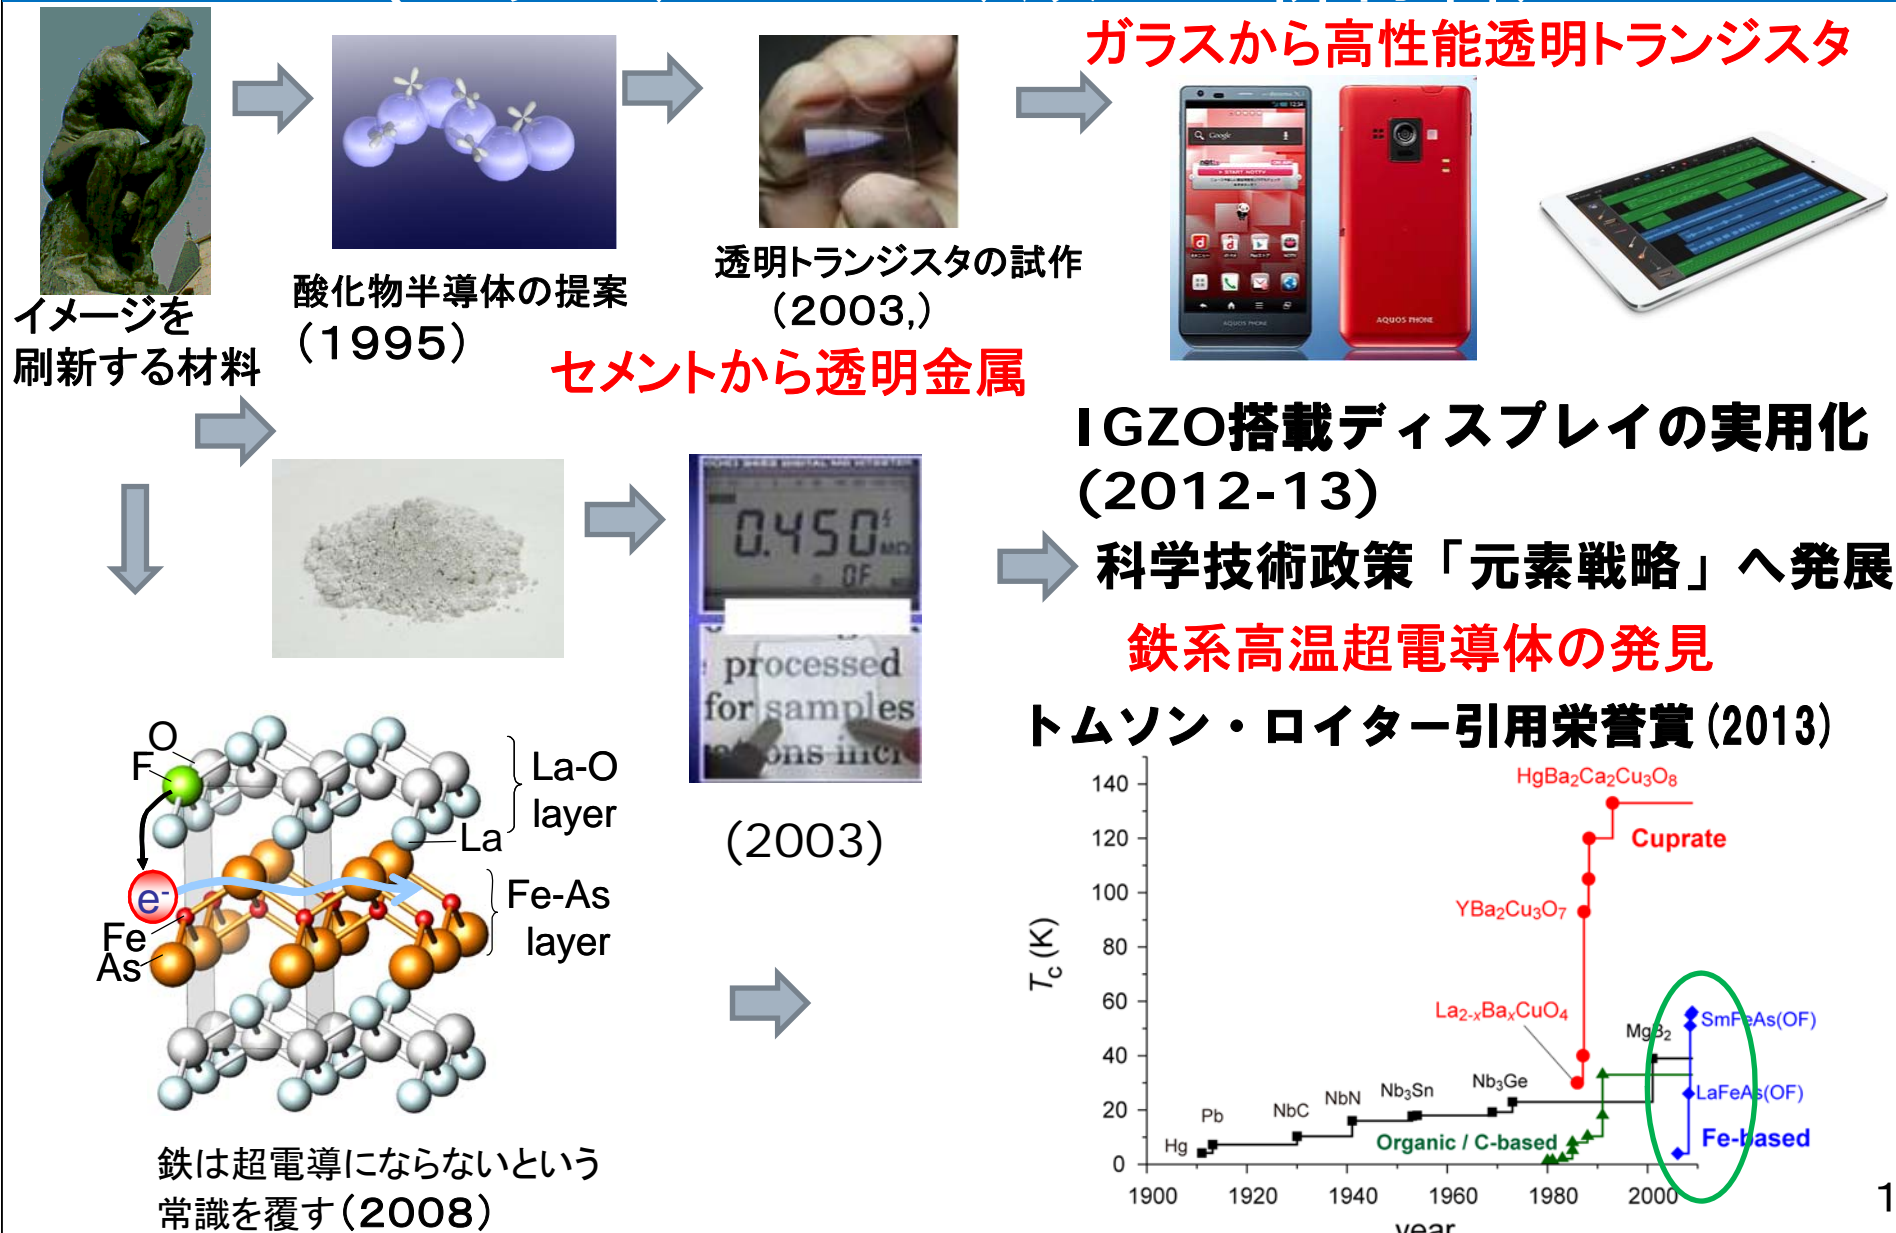 ガラスから高性能透明トランジスタ
酸化物半導体の提案
(1995)
透明トランジスタの試作
(2003,)
イメージを
刷新する材料
Google
START NOTTV
AQUOS PHONE
AQUOS PHONE
セメントから透明金属
IGZO搭載ディスプレイの実用化
(2012-13)
0.450
MΩ
OF
processed
for samples
科学技術政策「元素戦略」へ発展
(2003)
鉄系高温超電導体の発見
トムソン・ロイター引用栄誉賞(2013)
O
F
La-O
layer
La
e-
Fe-As
layer
Fe
As
鉄は超電導にならないという
常識を覆す(2008)
Tc (K)
140
120
100
80
60
40
20
0
HgBa2Ca2Cu3O8
Cuprate
YBa2Cu3O7
La2-xBaxCuO4
MgB2
SmFeAs(OF)
LaFeAs(OF)
Fe-based
Hg
Pb
NbC
NbN
Nb3Sn
Nb3Ge
Organic / C-based
1900
1920
1940
1960
1980
2000
year
1